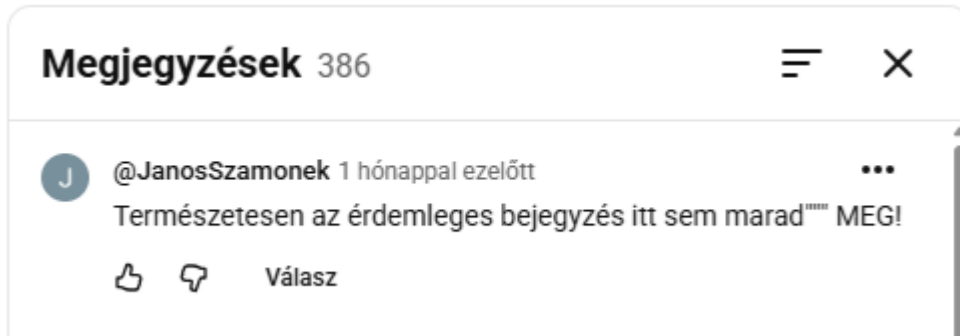 Megjegyzések 386
J
@JanosSzamonek 1 hónappal ezelőtt
Természetesen az érdemleges bejegyzés itt sem marad""" MEG!
Válasz